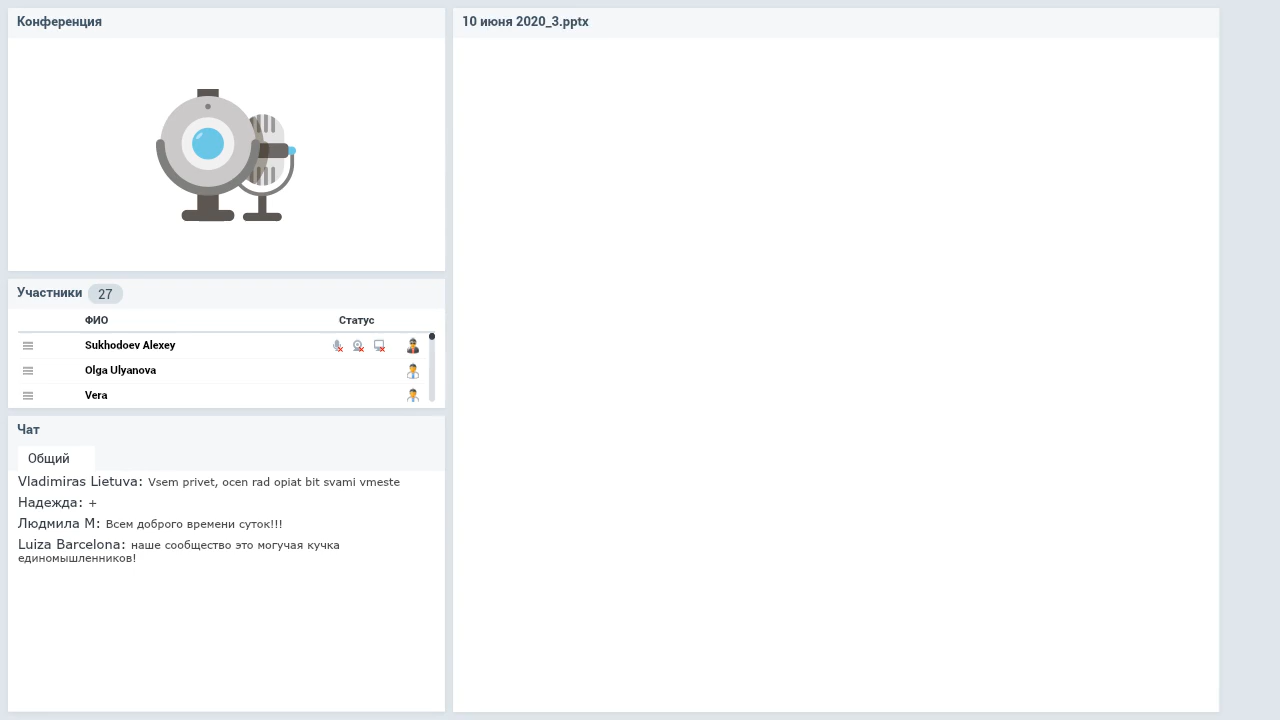 Конференция
10 июня 2020_3.pptx
Участники 27
ФИО Статус
Sukhodoev Alexey
Olga Ulyanova
Vera
Чат
Общий
Vladimiras Lietuva: Vsem privet, ocen rad opiat bit svami vmeste
Надежда: +
Людмила М: Всем доброго времени суток!!!
Luiza Barcelona: наше сообщество это могучая кучка
единомышленников!